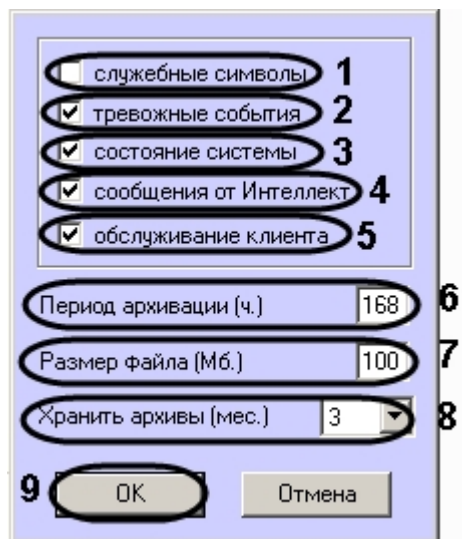 служебные символы 1
тревожные события 2
состояние системы 3
сообщения от Интеллект 4
обслуживание клиента 5
Период архивации (ч.) 168 6
Размер файла (Мб.) 100 7
Хранить архивы (мес.) 3 8
9 OK Отмена